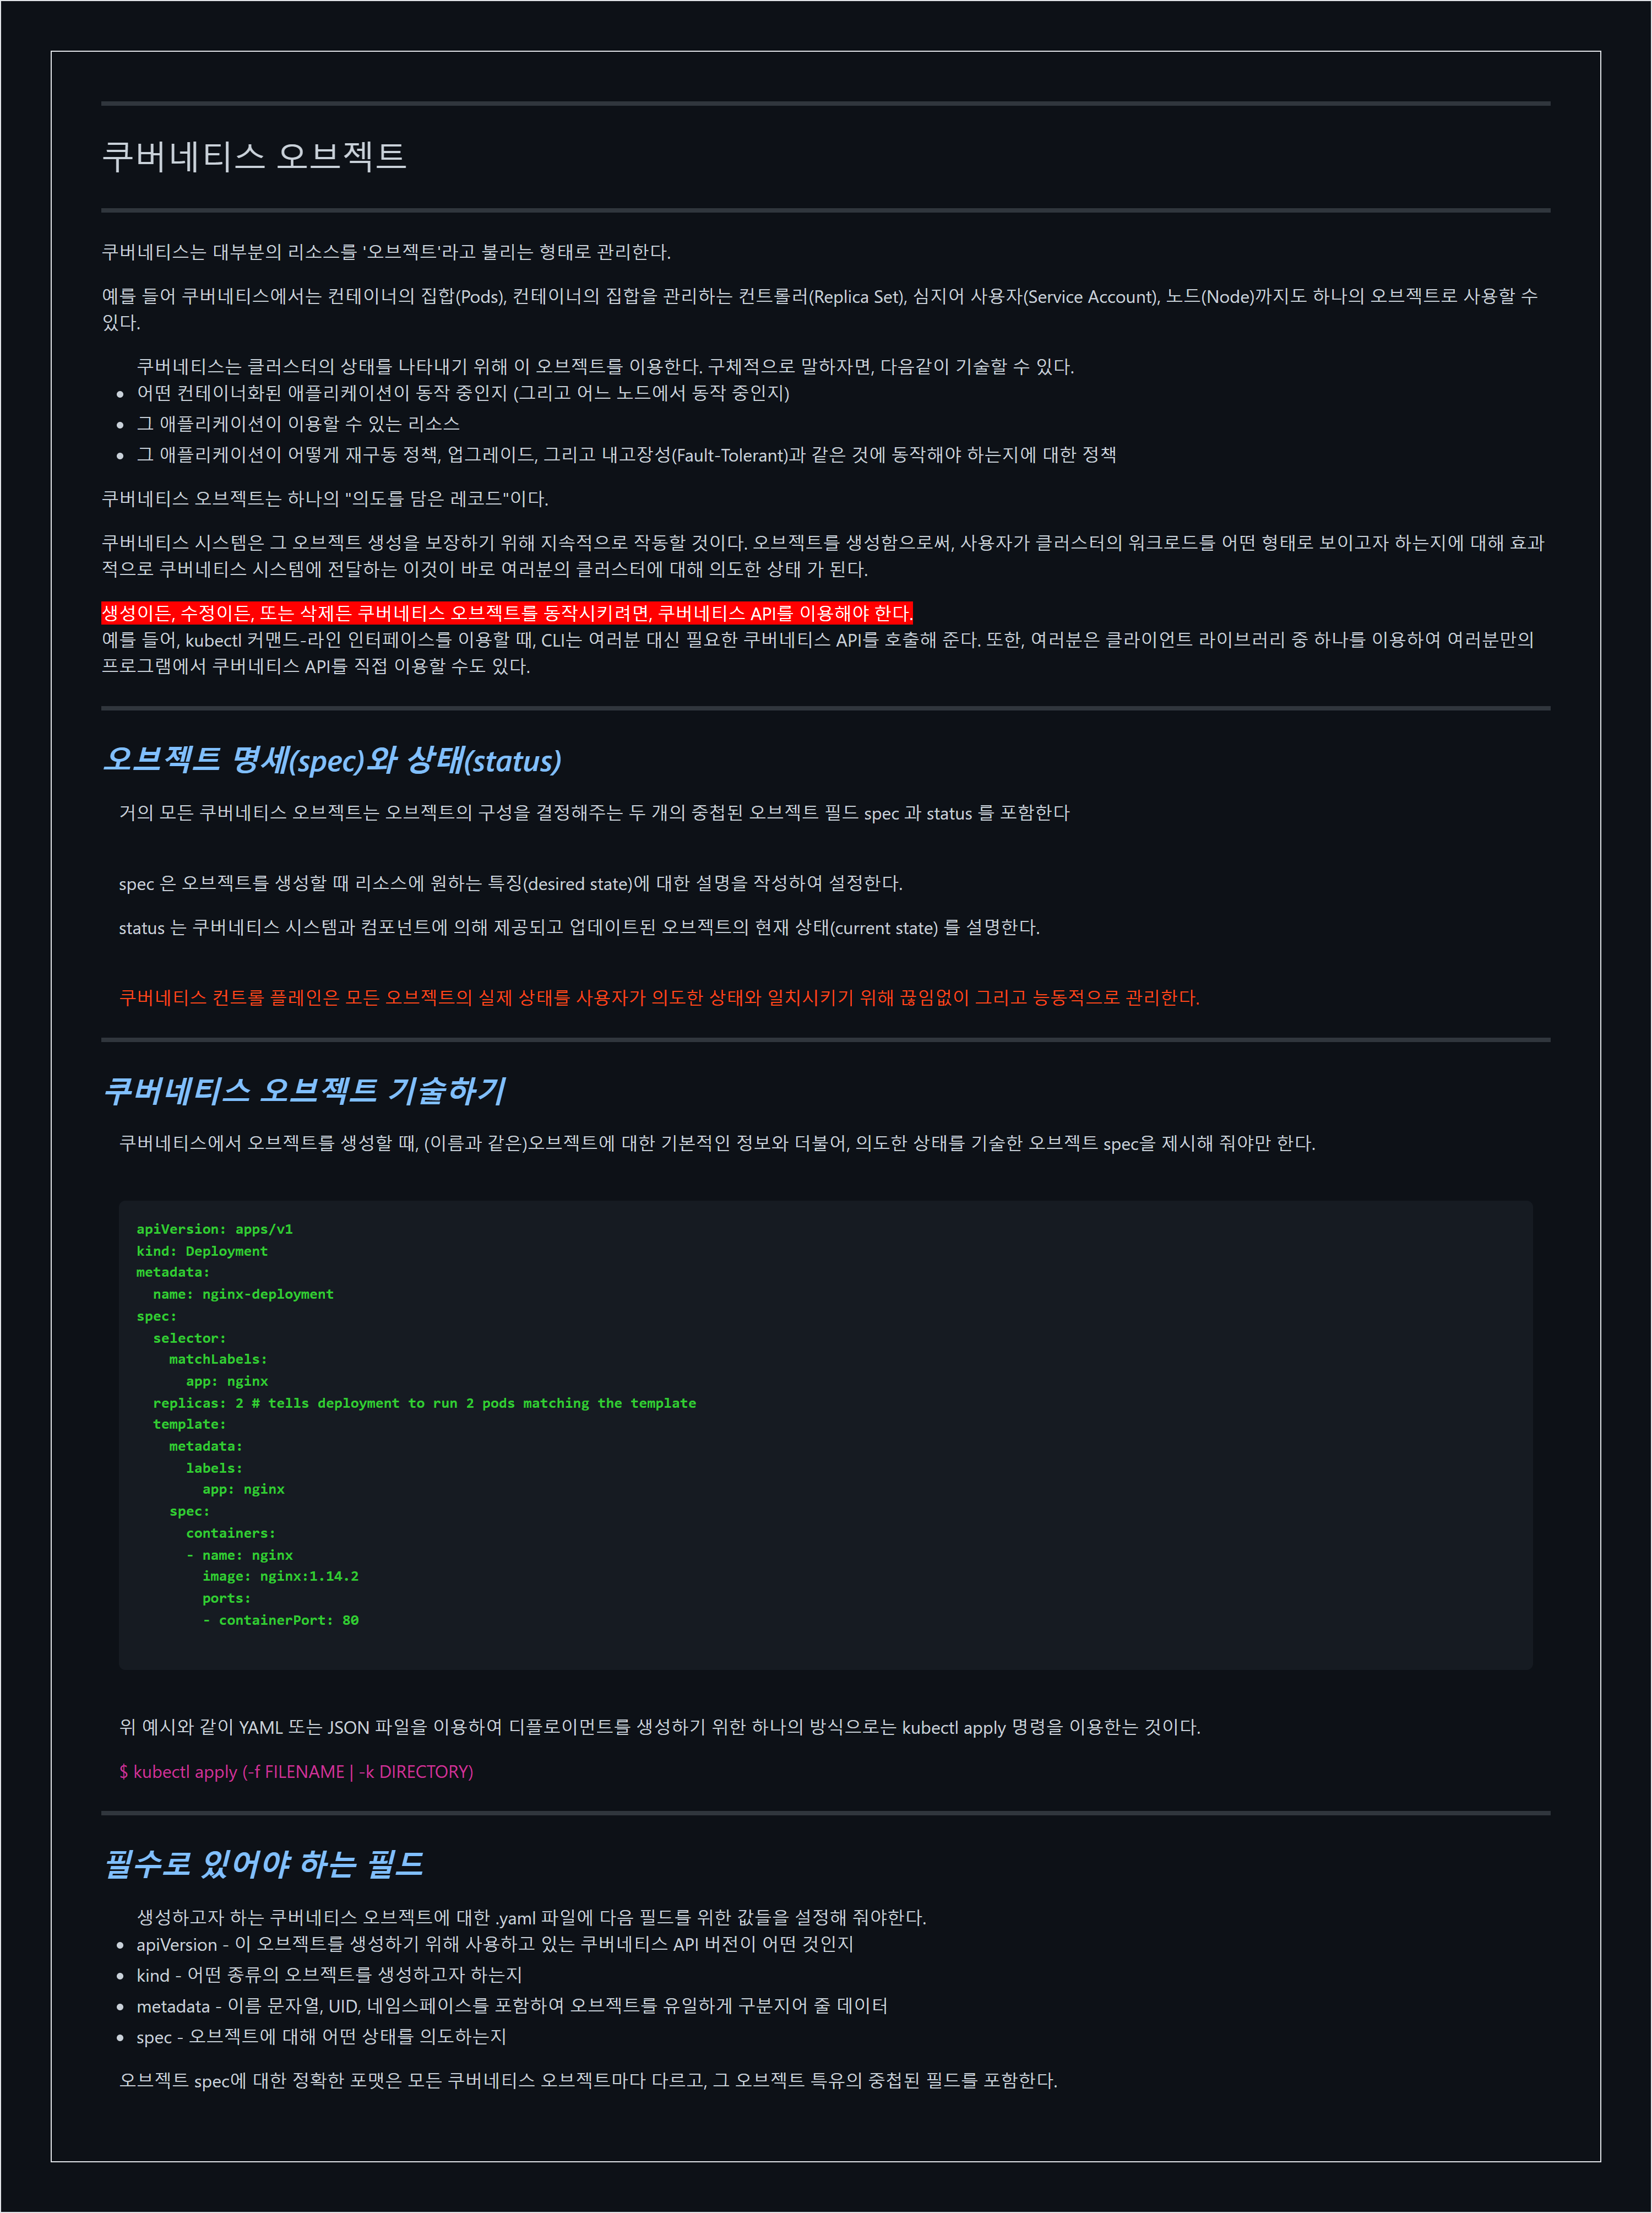 쿠버네티스 오브젝트
쿠버네티스는 대부분의 리소스를 '오브젝트'라고 불리는 형태로 관리한다.
예를 들어 쿠버네티스에서는 컨테이너의 집합(Pods), 컨테이너의 집합을 관리하는 컨트롤러(Replica Set), 심지어 사용자(Service Account), 노드(Node)까지도 하나의 오브젝트로 사용할 수
있다.
쿠버네티스는 클러스터의 상태를 나타내기 위해 이 오브젝트를 이용한다. 구체적으로 말하자면, 다음같이 기술할 수 있다.
• 어떤 컨테이너화된 애플리케이션이 동작 중인지 (그리고 어느 노드에서 동작 중인지)
• 그 애플리케이션이 이용할 수 있는 리소스
• 그 애플리케이션이 어떻게 재구동 정책, 업그레이드, 그리고 내고장성(Fault-Tolerant)과 같은 것에 동작해야 하는지에 대한 정책
쿠버네티스 오브젝트는 하나의 "의도를 담은 레코드"이다.
쿠버네티스 시스템은 그 오브젝트 생성을 보장하기 위해 지속적으로 작동할 것이다. 오브젝트를 생성함으로써, 사용자가 클러스터의 워크로드를 어떤 형태로 보이고자 하는지에 대해 효과
적으로 쿠버네티스 시스템에 전달하는 이것이 바로 여러분의 클러스터에 대해 의도한 상태 가 된다.
생성이든, 수정이든, 또는 삭제든 쿠버네티스 오브젝트를 동작시키려면, 쿠버네티스 API를 이용해야 한다.
예를 들어, kubectl 커맨드-라인 인터페이스를 이용할 때, CLI는 여러분 대신 필요한 쿠버네티스 API를 호출해 준다. 또한, 여러분은 클라이언트 라이브러리 중 하나를 이용하여 여러분만의
프로그램에서 쿠버네티스 API를 직접 이용할 수도 있다.
오브젝트 명세(spec)와 상태(status)
거의 모든 쿠버네티스 오브젝트는 오브젝트의 구성을 결정해주는 두 개의 중첩된 오브젝트 필드 spec 과 status 를 포함한다
spec 은 오브젝트를 생성할 때 리소스에 원하는 특징(desired state)에 대한 설명을 작성하여 설정한다.
status 는 쿠버네티스 시스템과 컴포넌트에 의해 제공되고 업데이트된 오브젝트의 현재 상태(current state) 를 설명한다.
쿠버네티스 컨트롤 플레인은 모든 오브젝트의 실제 상태를 사용자가 의도한 상태와 일치시키기 위해 끊임없이 그리고 능동적으로 관리한다.
쿠버네티스 오브젝트 기술하기
쿠버네티스에서 오브젝트를 생성할 때, (이름과 같은)오브젝트에 대한 기본적인 정보와 더불어, 의도한 상태를 기술한 오브젝트 spec을 제시해 줘야만 한다.
apiVersion: apps/v1
kind: Deployment
metadata:
  name: nginx-deployment
spec:
  selector:
    matchLabels:
      app: nginx
  replicas: 2 # tells deployment to run 2 pods matching the template
  template:
    metadata:
      labels:
        app: nginx
    spec:
      containers:
      - name: nginx
        image: nginx:1.14.2
        ports:
        - containerPort: 80
위 예시와 같이 YAML 또는 JSON 파일을 이용하여 디플로이먼트를 생성하기 위한 하나의 방식으로는 kubectl apply 명령을 이용한는 것이다.
$ kubectl apply (-f FILENAME | -k DIRECTORY)
필수로 있어야 하는 필드
생성하고자 하는 쿠버네티스 오브젝트에 대한 .yaml 파일에 다음 필드를 위한 값들을 설정해 줘야한다.
• apiVersion - 이 오브젝트를 생성하기 위해 사용하고 있는 쿠버네티스 API 버전이 어떤 것인지
• kind - 어떤 종류의 오브젝트를 생성하고자 하는지
• metadata - 이름 문자열, UID, 네임스페이스를 포함하여 오브젝트를 유일하게 구분지어 줄 데이터
• spec - 오브젝트에 대해 어떤 상태를 의도하는지
오브젝트 spec에 대한 정확한 포맷은 모든 쿠버네티스 오브젝트마다 다르고, 그 오브젝트 특유의 중첩된 필드를 포함한다.